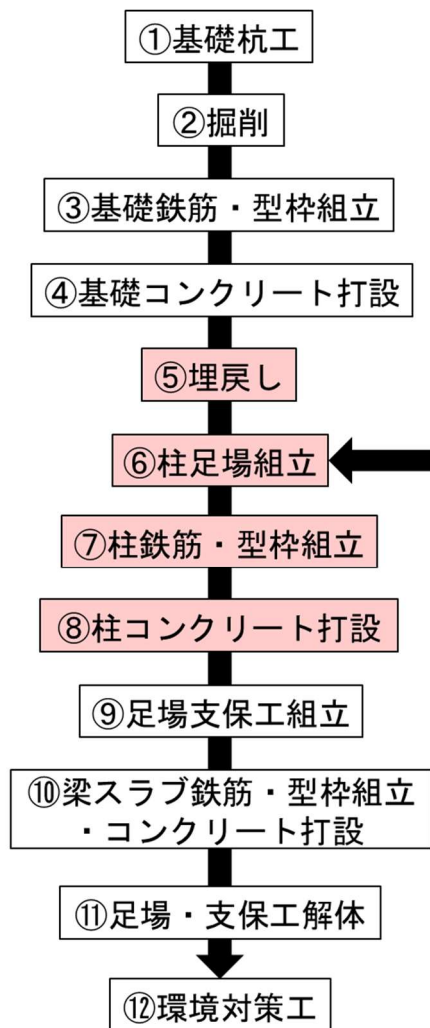 ①基礎杭工
②掘削
③基礎鉄筋・型枠組立
④基礎コンクリート打設
⑤埋戻し
⑥柱足場組立
⑦柱鉄筋・型枠組立
⑧柱コンクリート打設
⑨足場支保工組立
⑩梁スラブ鉄筋・型枠組立
・コンクリート打設
⑪足場・支保工解体
⑫環境対策工